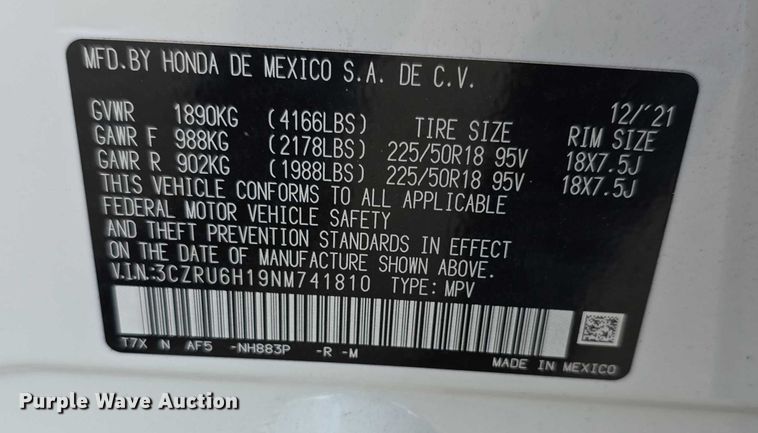 MFD.BY HONDA DE MEXICO S.A. DE C.V.
12/'21
GVWR 1890KG (4166LBS) TIRE SIZE RIM SIZE
GAWR F 988KG (2178LBS) 225/50R18 95V 18X7.5J
GAWR R 902KG (1988LBS) 225/50R18 95V 18X7.5J
THIS VEHICLE CONFORMS TO ALL APPLICABLE
FEDERAL MOTOR VEHICLE SAFETY
AND THEFT PREVENTION STANDARDS IN EFFECT
ON THE DATE OF MANUFACTURE SHOWN ABOVE.
V.I.N:3CZRU6H19NM741810 TYPE: MPV
T7X N AF5 -NH883P -R -M
MADE IN MEXICO
Purple Wave Auction